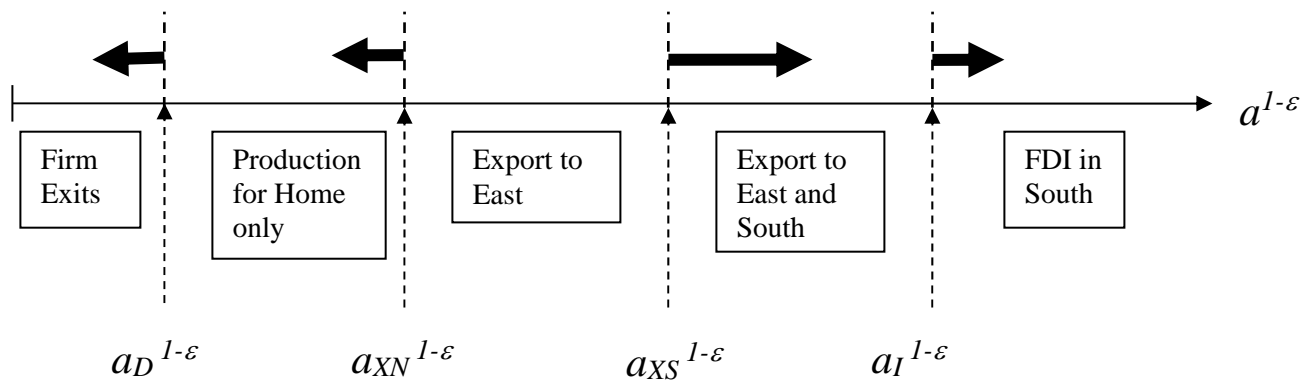 a^{1-ε}
Firm
Exits
Production
for Home
only
Export to
East
Export to
East and
South
FDI in
South
a_D^{1-ε}
a_{XN}^{1-ε}
a_{XS}^{1-ε}
a_I^{1-ε}